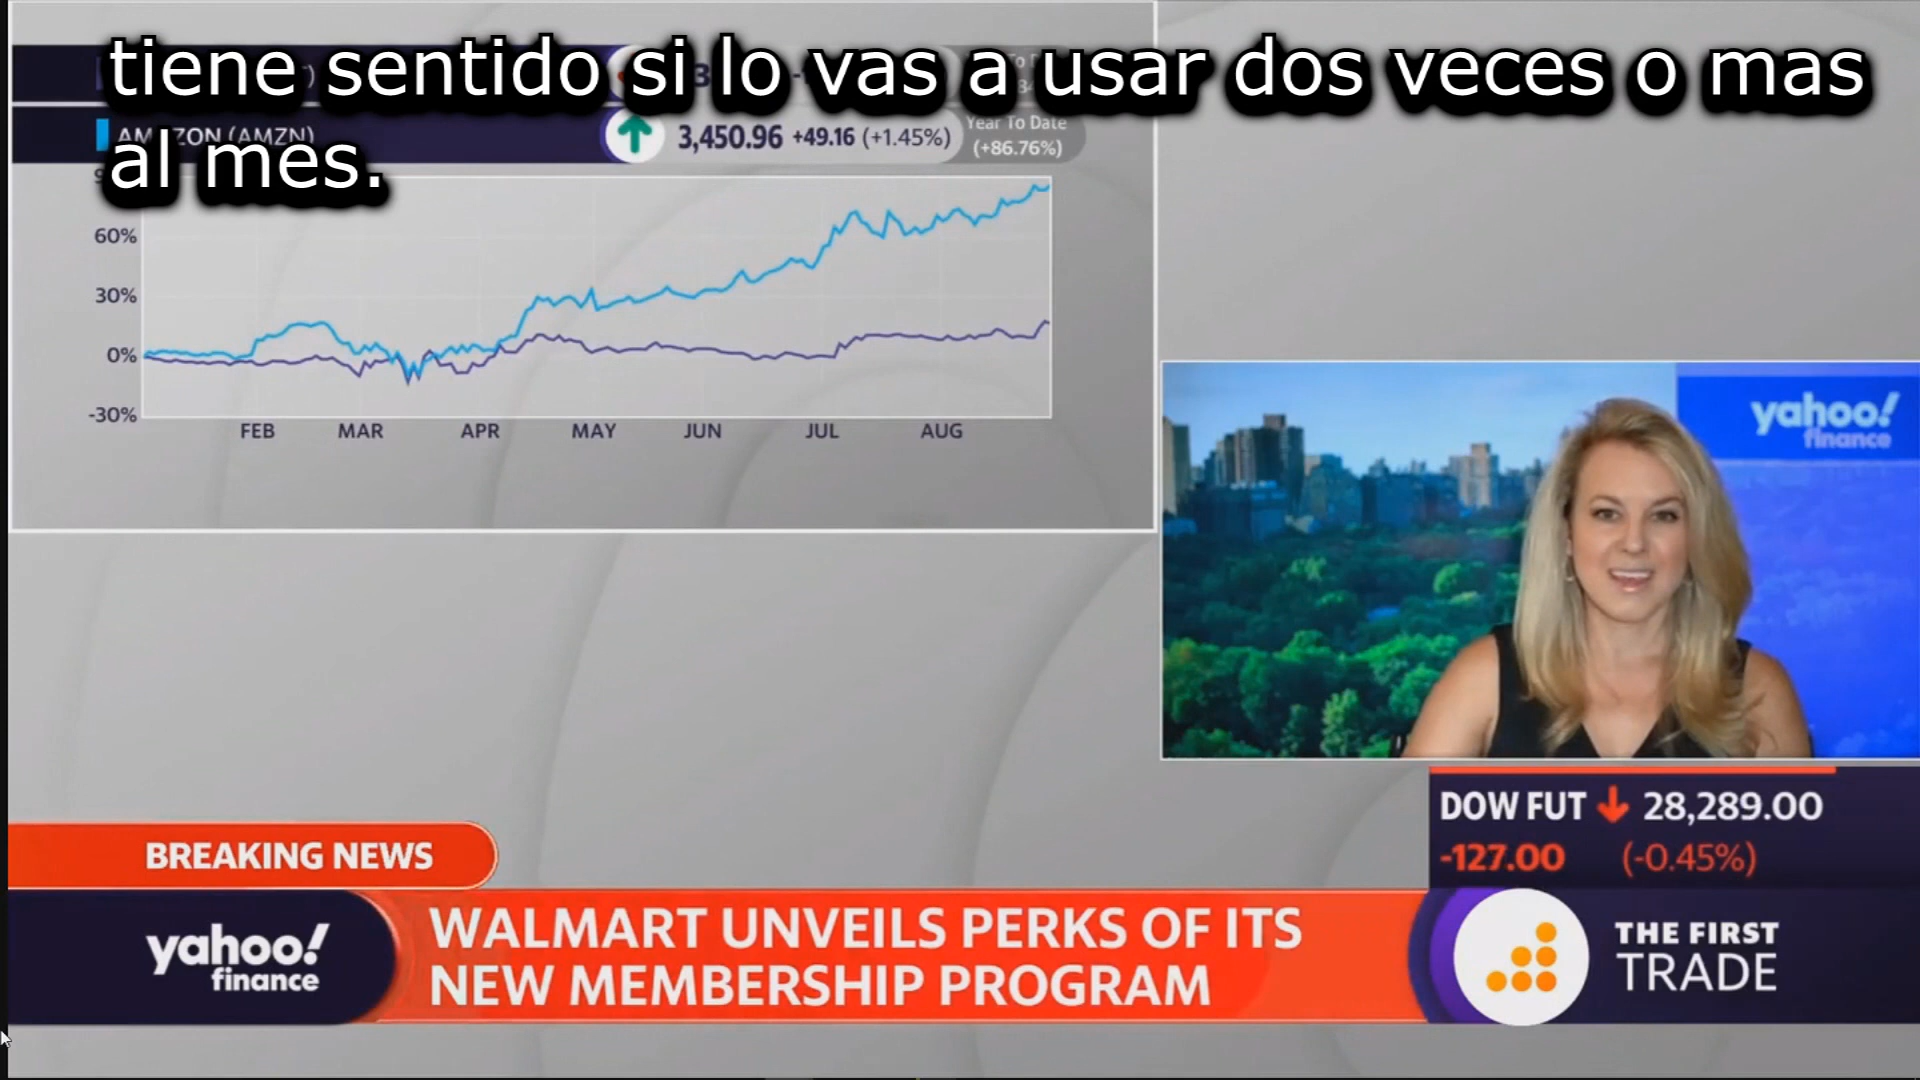 tiene sentido si lo vas a usar dos veces o mas
al mes.
AMAZON (AMZN)
3,450.96 +49.16 (+1.45%)
Year To Date
(+86.76%)
60%
30%
0%
-30%
FEB MAR APR MAY JUN JUL AUG
yahoo!
finance
DOW FUT 28,289.00
-127.00 (-0.45%)
BREAKING NEWS
yahoo!
finance
WALMART UNVEILS PERKS OF ITS
NEW MEMBERSHIP PROGRAM
THE FIRST
TRADE